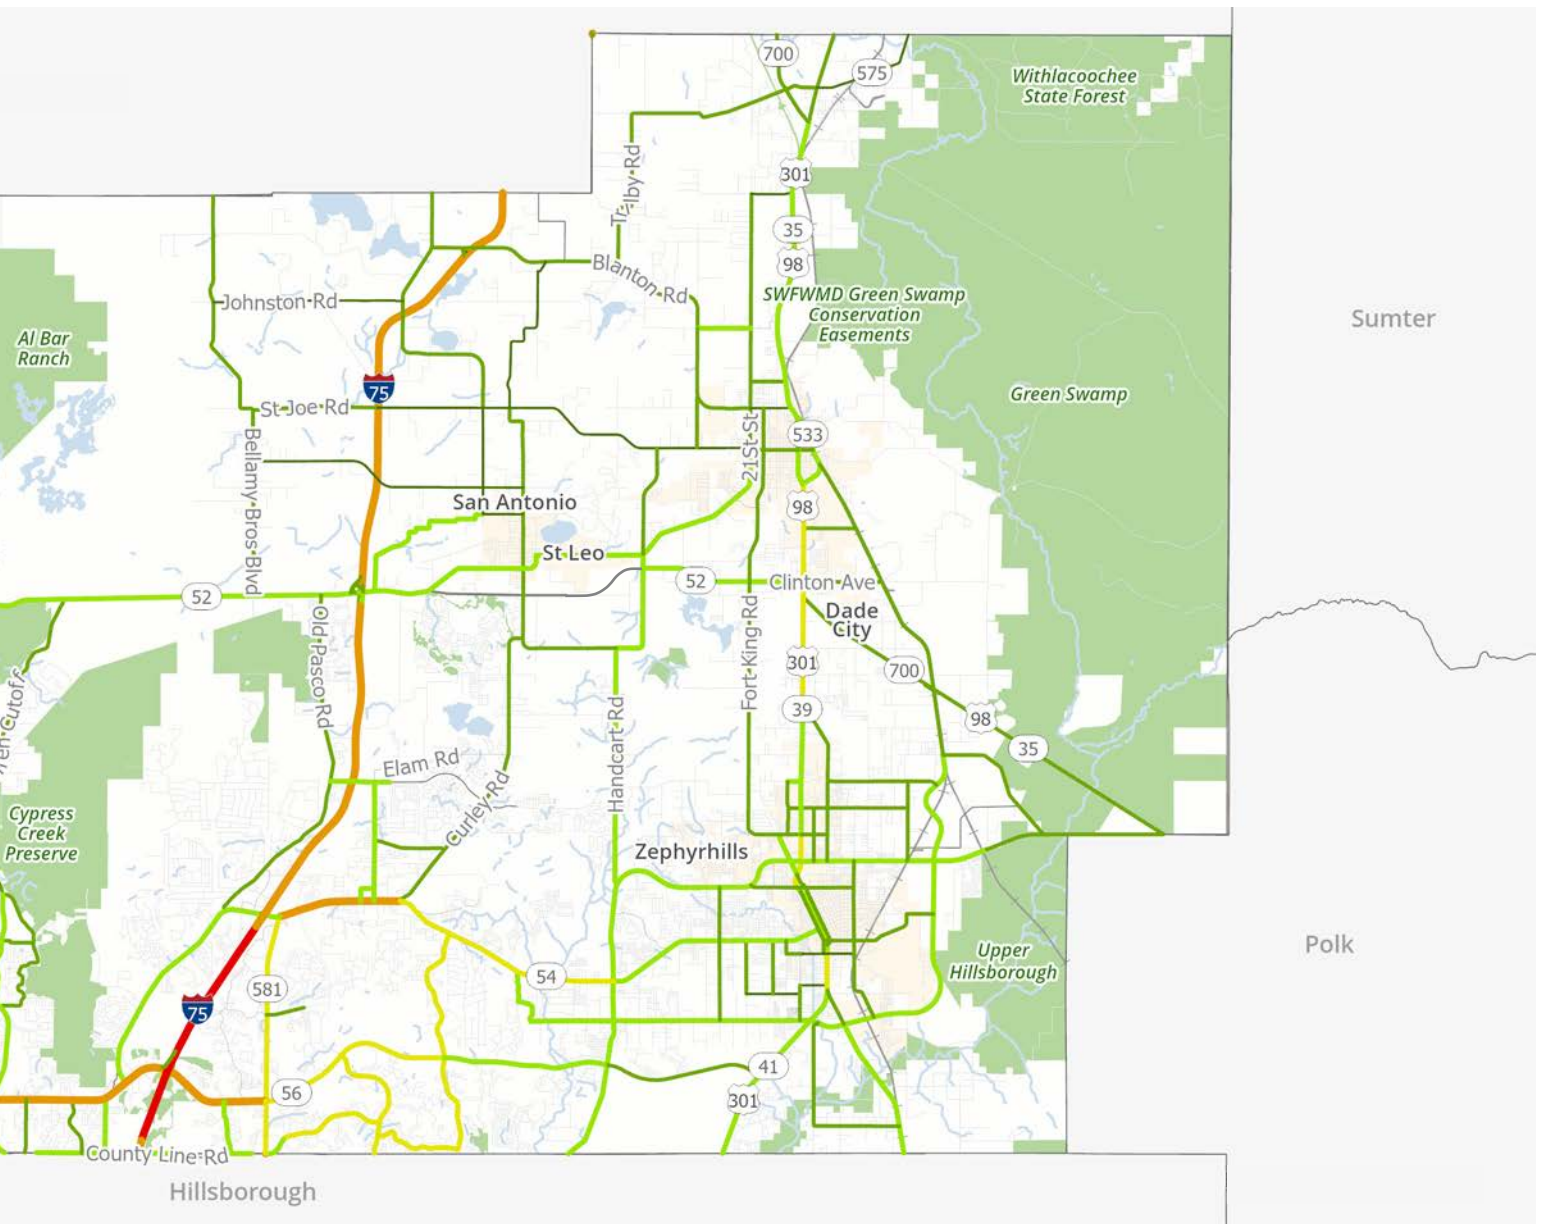 700
575
Withlacoochee
State Forest
301
Trilby Rd
35
98
Blanton Rd
Johnston-Rd
SWFWMD Green Swamp
Conservation
Easements
Sumter
Al Bar
Ranch
75
Green Swamp
St Joe Rd
Bellamy-Bros-Blvd
21St-St
533
San Antonio
98
St Leo
52
Clinton-Ave
52
Old-Pasco-Rd
Dade
City
Fort-King-Rd
301
700
39
98
35
Handcart Rd
Elam Rd
Curley-Rd
Cypress
Creek
Preserve
Zephyrhills
Polk
Upper
Hillsborough
54
581
75
56
41
301
County Line-Rd
Hillsborough